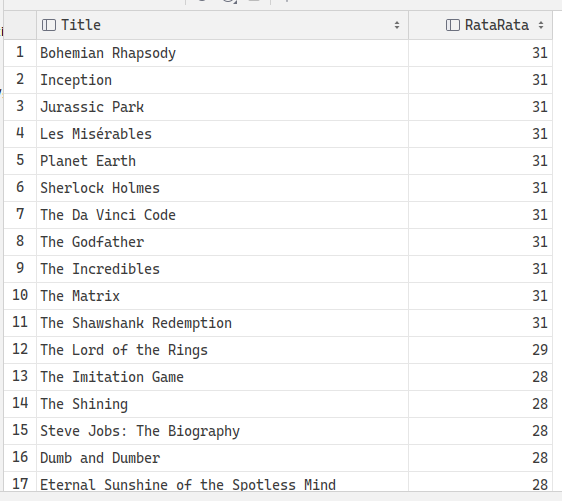 Title RataRata
1 Bohemian Rhapsody 31
2 Inception 31
3 Jurassic Park 31
4 Les Misérables 31
5 Planet Earth 31
6 Sherlock Holmes 31
7 The Da Vinci Code 31
8 The Godfather 31
9 The Incredibles 31
10 The Matrix 31
11 The Shawshank Redemption 31
12 The Lord of the Rings 29
13 The Imitation Game 28
14 The Shining 28
15 Steve Jobs: The Biography 28
16 Dumb and Dumber 28
17 Eternal Sunshine of the Spotless Mind 28